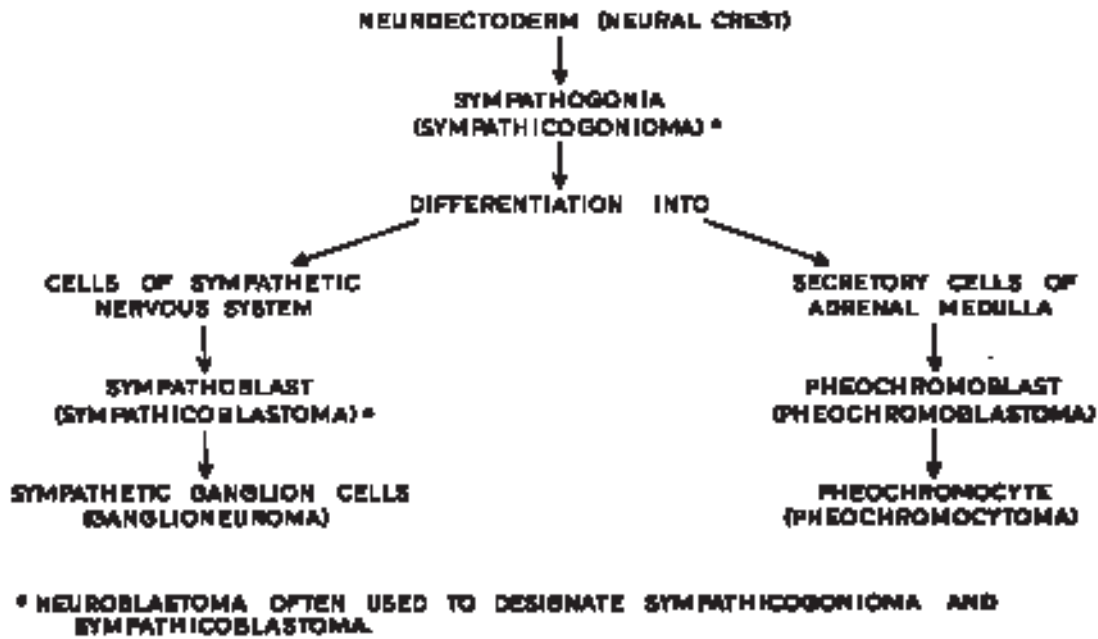 NEUROECTODERM (NEURAL CREST)
SYMPATHOGONIA
(SYMPATHICOGONIOMA) *
DIFFERENTIATION INTO
CELLS OF SYMPATHETIC
NERVOUS SYSTEM
SECRETORY CELLS OF
ADRENAL MEDULLA
SYMPATHOBLAST
(SYMPATHICOBLASTOMA) *
PHEOCHROMOBLAST
(PHEOCHROMOBLASTOMA)
SYMPATHETIC GANGLION CELLS
(GANGLIONEUROMA)
PHEOCHROMOCYTE
(PHEOCHROMOCYTOMA)
* NEUROBLASTOMA OFTEN USED TO DESIGNATE SYMPATHICOGONIOMA AND
SYMPATHICOBLASTOMA.